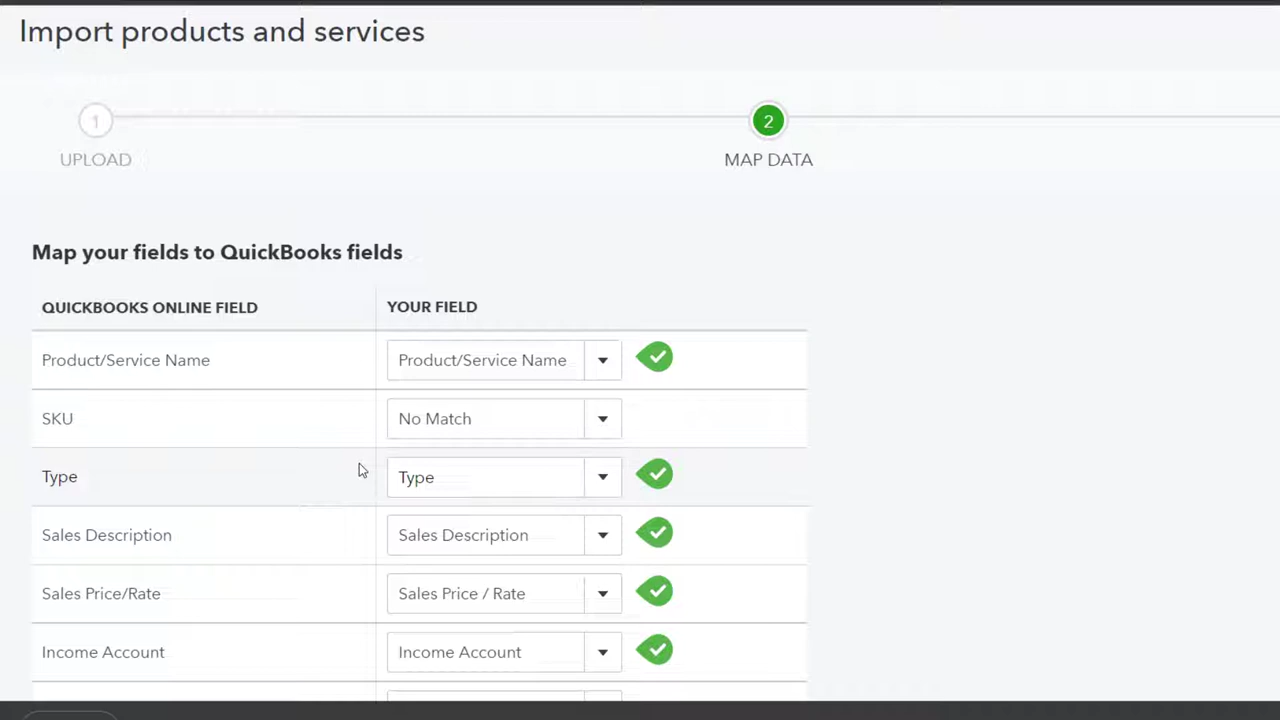 Import products and services
1
2
UPLOAD
MAP DATA
Map your fields to QuickBooks fields
QUICKBOOKS ONLINE FIELD
YOUR FIELD
Product/Service Name
Product/Service Name
SKU
No Match
Type
Type
Sales Description
Sales Description
Sales Price/Rate
Sales Price / Rate
Income Account
Income Account